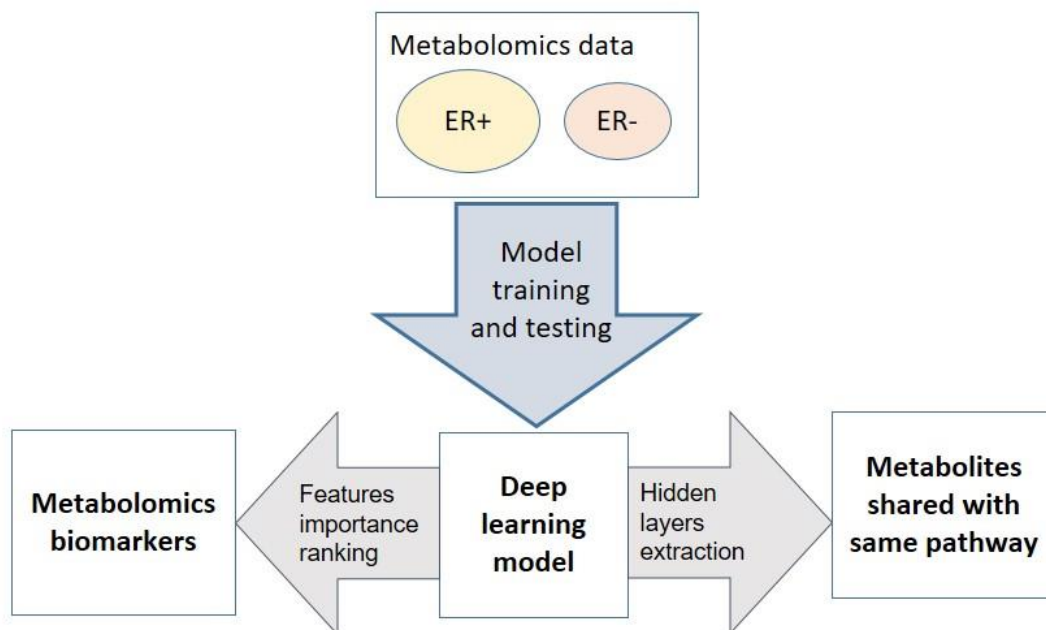 Metabolomics data
ER+
ER-
Model
training
and testing
Metabolomics
biomarkers
Features
importance
ranking
Deep
learning
model
Hidden
layers
extraction
Metabolites
shared with
same pathway